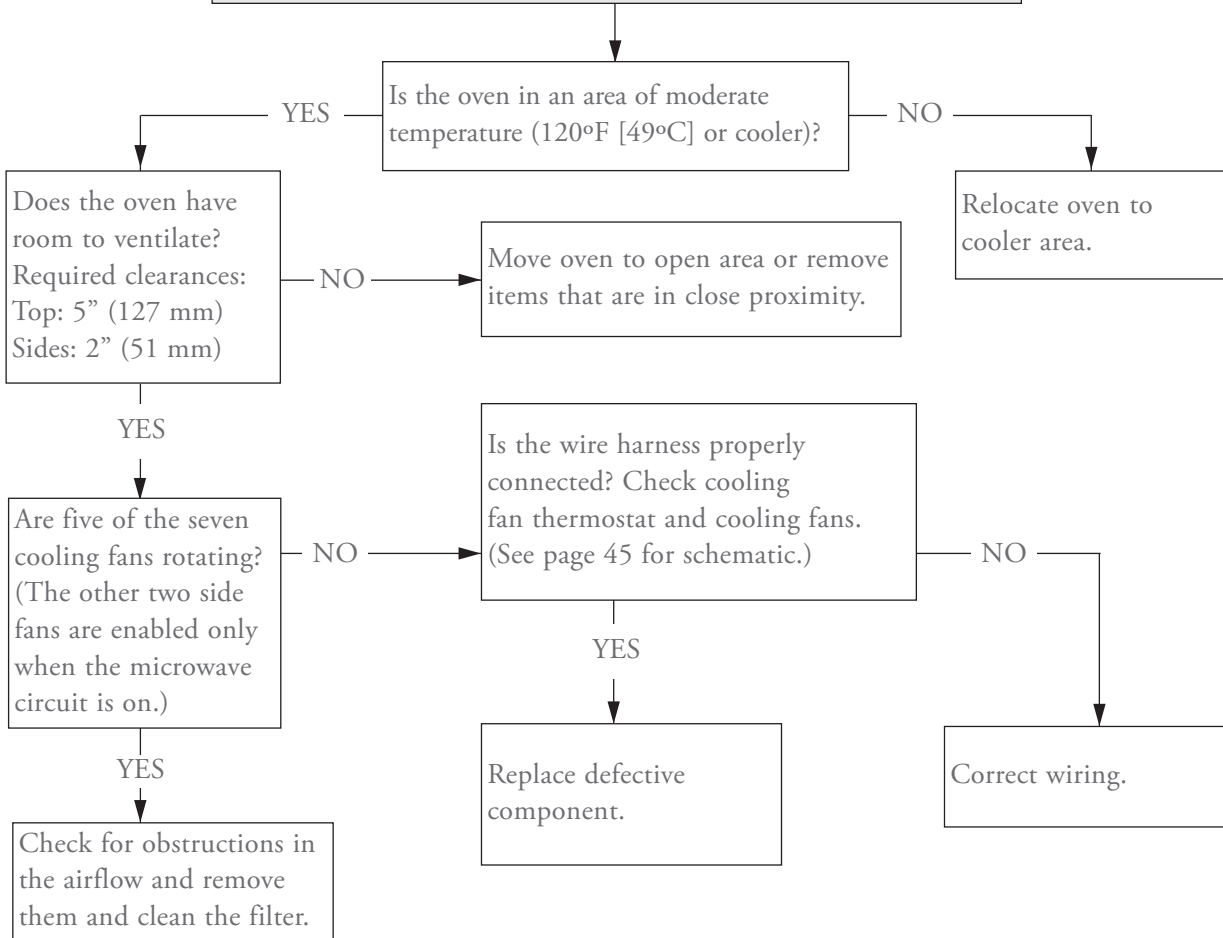 Is the oven in an area of moderate
temperature (120ºF [49ºC] or cooler)?
YES
NO
Does the oven have
room to ventilate?
Required clearances:
Top: 5” (127 mm)
Sides: 2” (51 mm)
Relocate oven to
cooler area.
NO
Move oven to open area or remove
items that are in close proximity.
YES
Is the wire harness properly
connected? Check cooling
fan thermostat and cooling fans.
(See page 45 for schematic.)
Are five of the seven
cooling fans rotating?
(The other two side
fans are enabled only
when the microwave
circuit is on.)
NO
NO
YES
YES
Replace defective
component.
Correct wiring.
Check for obstructions in
the airflow and remove
them and clean the filter.